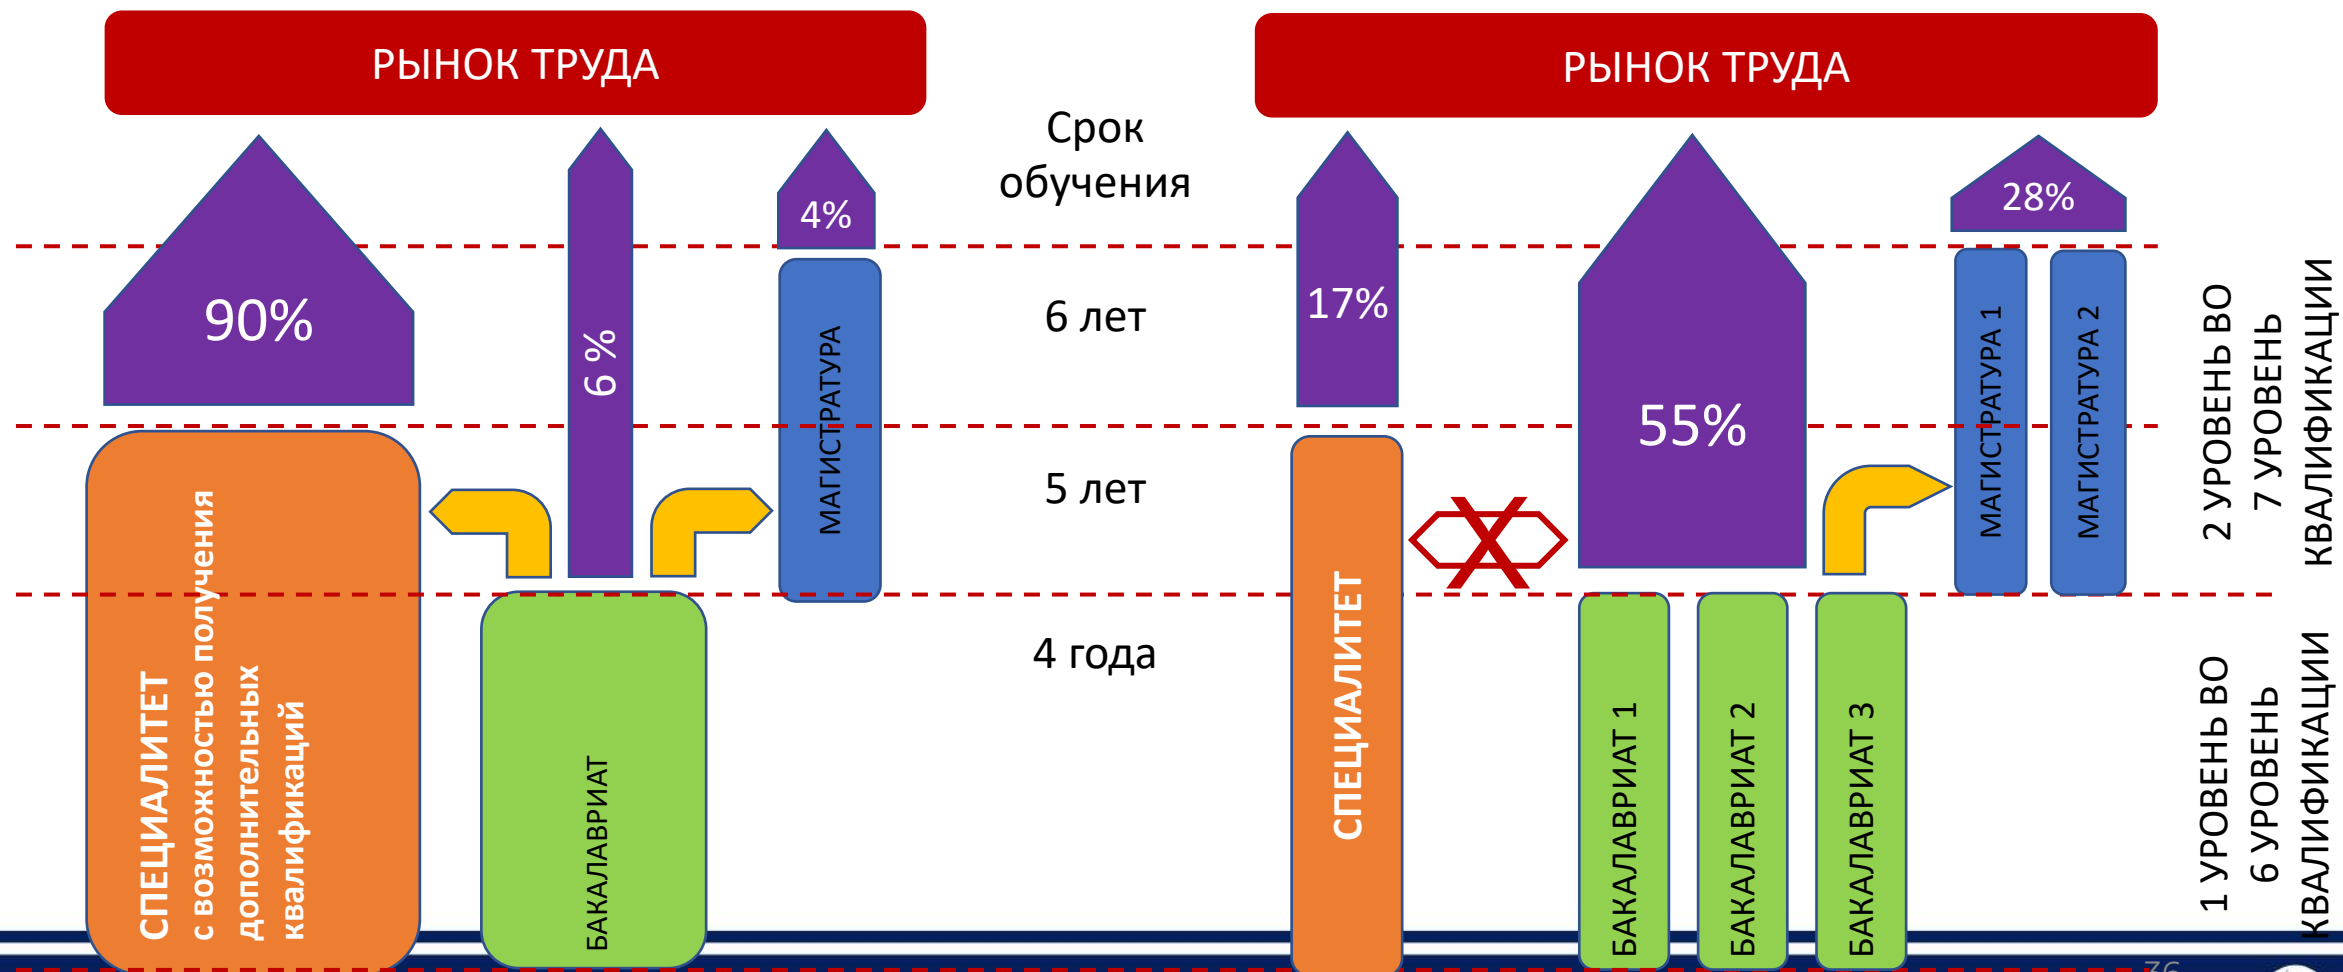 РЫНОК ТРУДА
РЫНОК ТРУДА
Срок
обучения
90%
6 %
4%
17%
55%
28%
6 лет
5 лет
4 года
СПЕЦИАЛИТЕТ
с возможностью получения
дополнительных
квалификаций
БАКАЛАВРИАТ
МАГИСТРАТУРА
СПЕЦИАЛИТЕТ
БАКАЛАВРИАТ 1
БАКАЛАВРИАТ 2
БАКАЛАВРИАТ 3
МАГИСТРАТУРА 1
МАГИСТРАТУРА 2
2 УРОВЕНЬ ВО
7 УРОВЕНЬ
КВАЛИФИКАЦИИ
1 УРОВЕНЬ ВО
6 УРОВЕНЬ
КВАЛИФИКАЦИИ